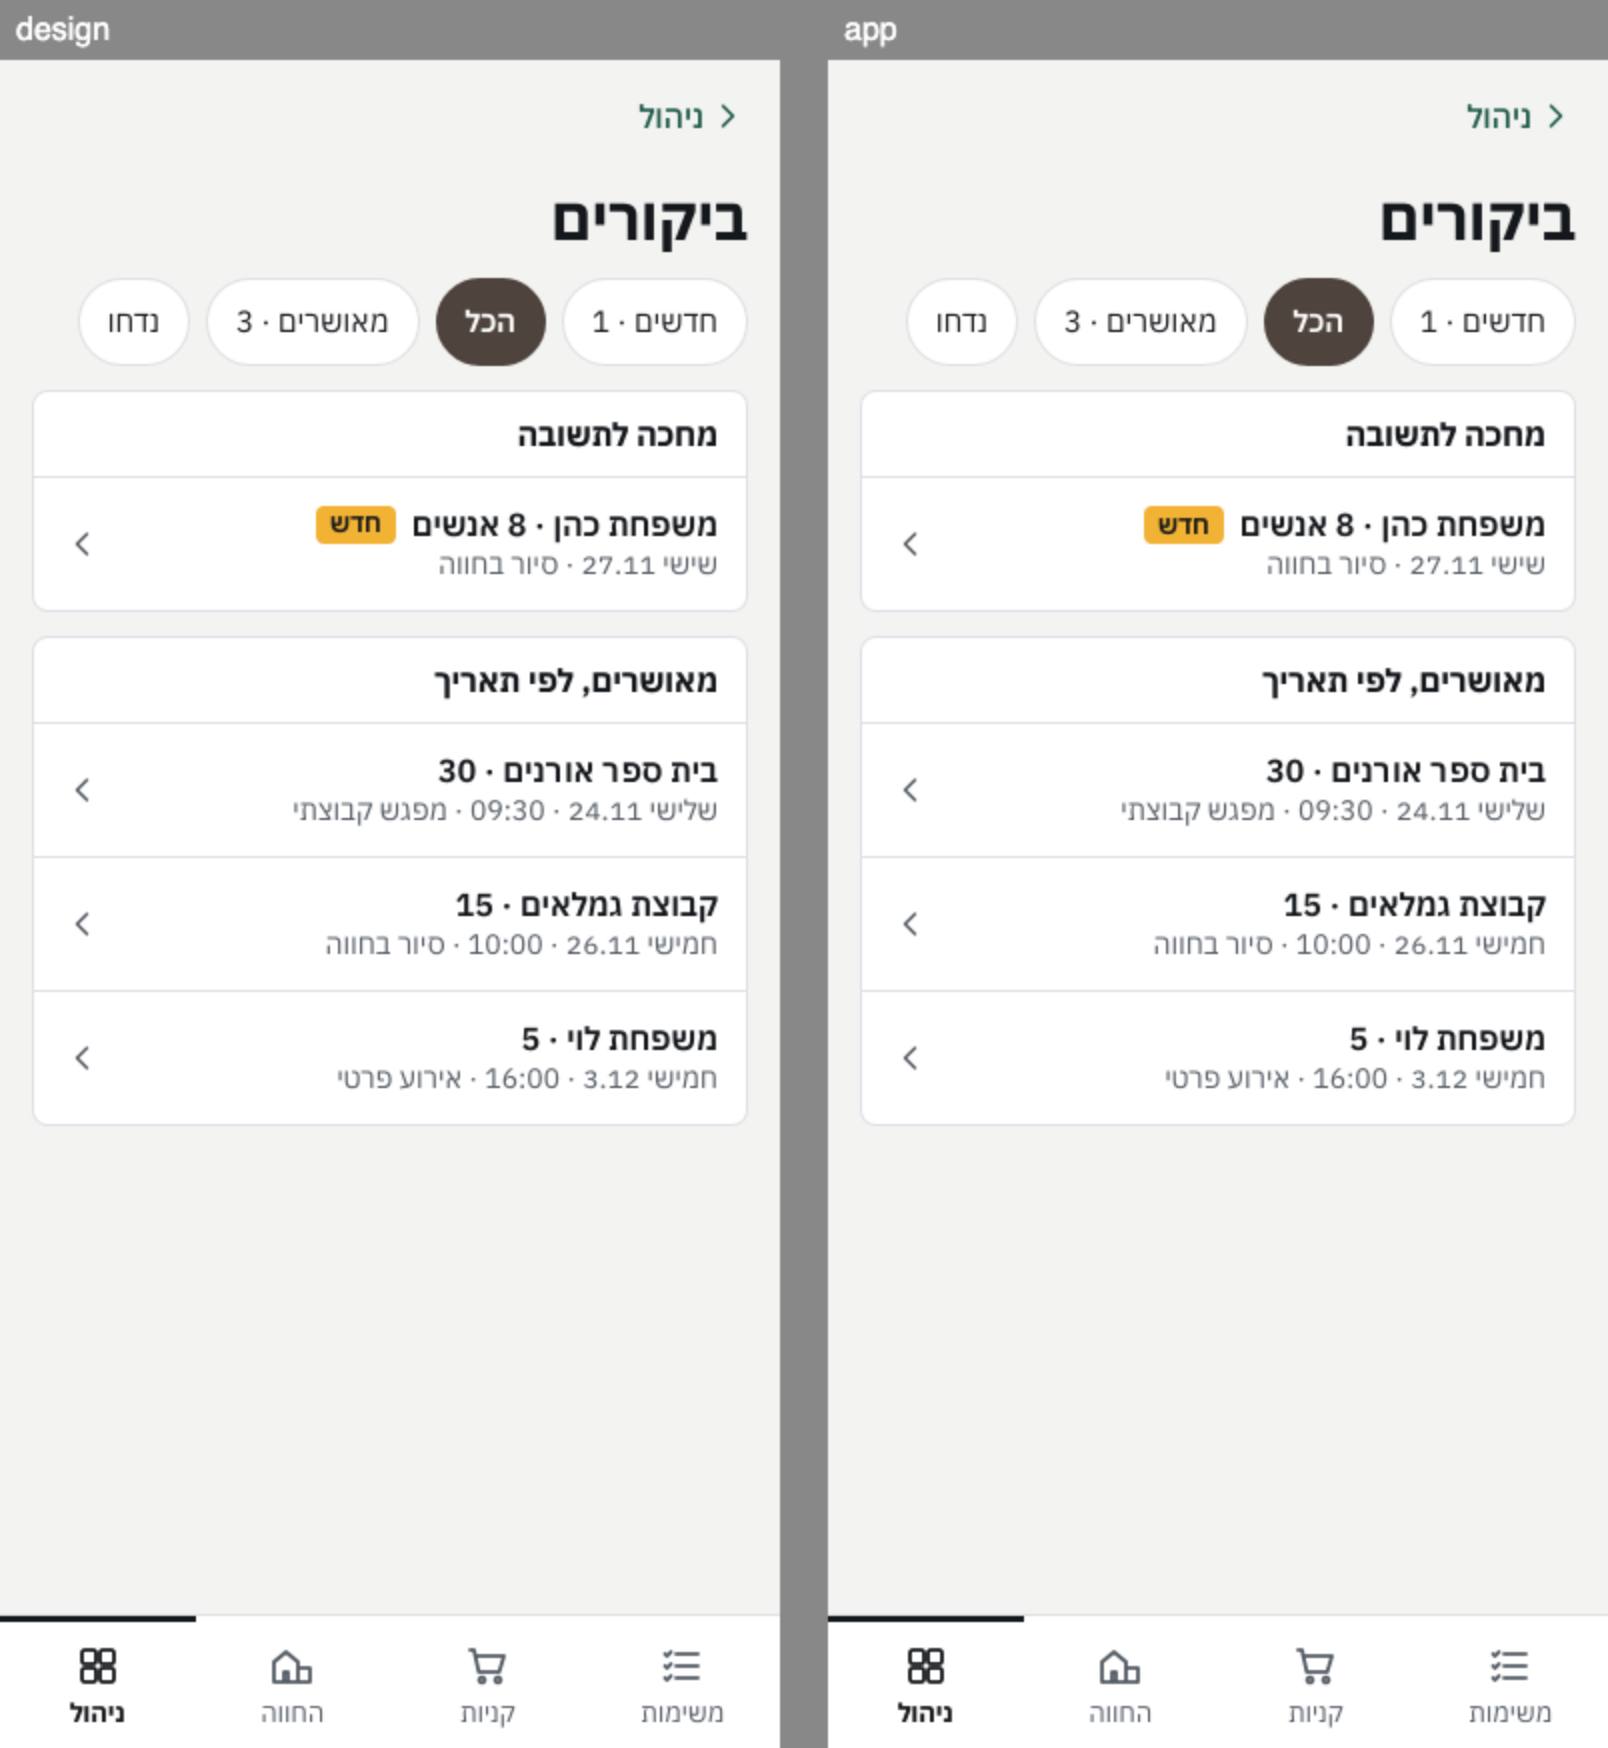 design
ניהול
ביקורים
חדשים · 1
הכל
מאושרים · 3
נדחו
מחכה לתשובה
משפחת כהן · 8 אנשים חדש
שישי 27.11 · סיור בחווה
מאושרים, לפי תאריך
בית ספר אורנים · 30
שלישי 24.11 · 09:30 · מפגש קבוצתי
קבוצת גמלאים · 15
חמישי 26.11 · 10:00 · סיור בחווה
משפחת לוי · 5
חמישי 3.12 · 16:00 · אירוע פרטי
משימות
קניות
החווה
ניהול
app
ניהול
ביקורים
חדשים · 1
הכל
מאושרים · 3
נדחו
מחכה לתשובה
משפחת כהן · 8 אנשים חדש
שישי 27.11 · סיור בחווה
מאושרים, לפי תאריך
בית ספר אורנים · 30
שלישי 24.11 · 09:30 · מפגש קבוצתי
קבוצת גמלאים · 15
חמישי 26.11 · 10:00 · סיור בחווה
משפחת לוי · 5
חמישי 3.12 · 16:00 · אירוע פרטי
משימות
קניות
החווה
ניהול